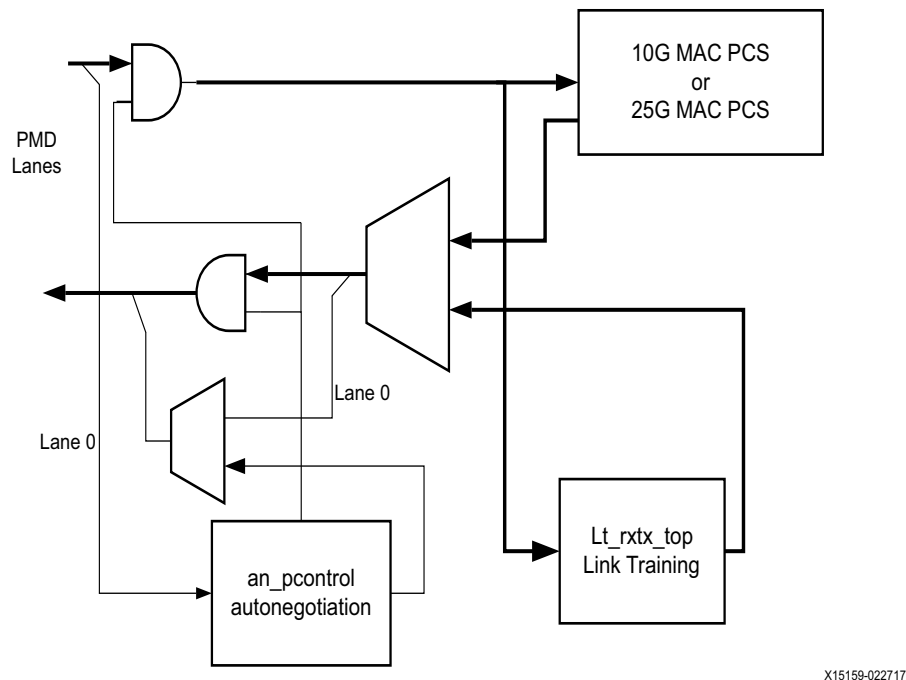 10G MAC PCS
or
25G MAC PCS
PMD
Lanes
Lane 0
Lane 0
Lt_rxtx_top
Link Training
an_pcontrol
autonegotiation
X15159-022717